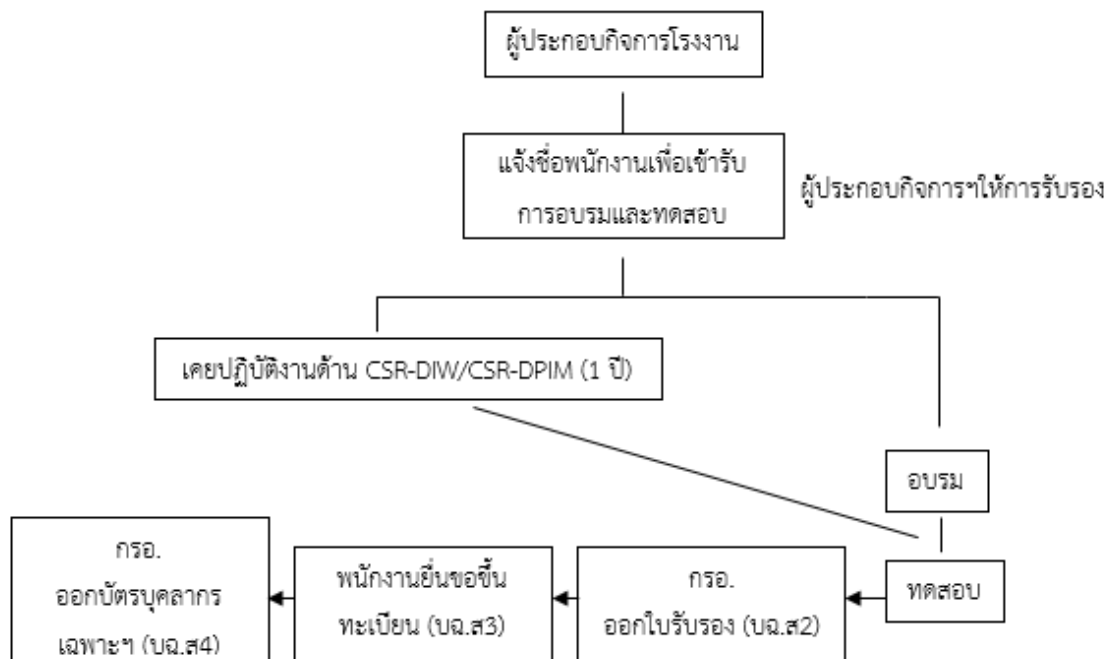 ผู้ประกอบกิจการโรงงาน
แจ้งชื่อพนักงานเพื่อเข้ารับ
การอบรมและทดสอบ
ผู้ประกอบกิจการฯให้การรับรอง
เคยปฏิบัติงานด้าน CSR-DIW/CSR-DPIM (1 ปี)
อบรม
ทดสอบ
กรอ.
ออกใบรับรอง (บฉ.ส2)
พนักงานยื่นขอขึ้น
ทะเบียน (บฉ.ส3)
กรอ.
ออกบัตรบุคลากร
เฉพาะฯ (บฉ.ส4)